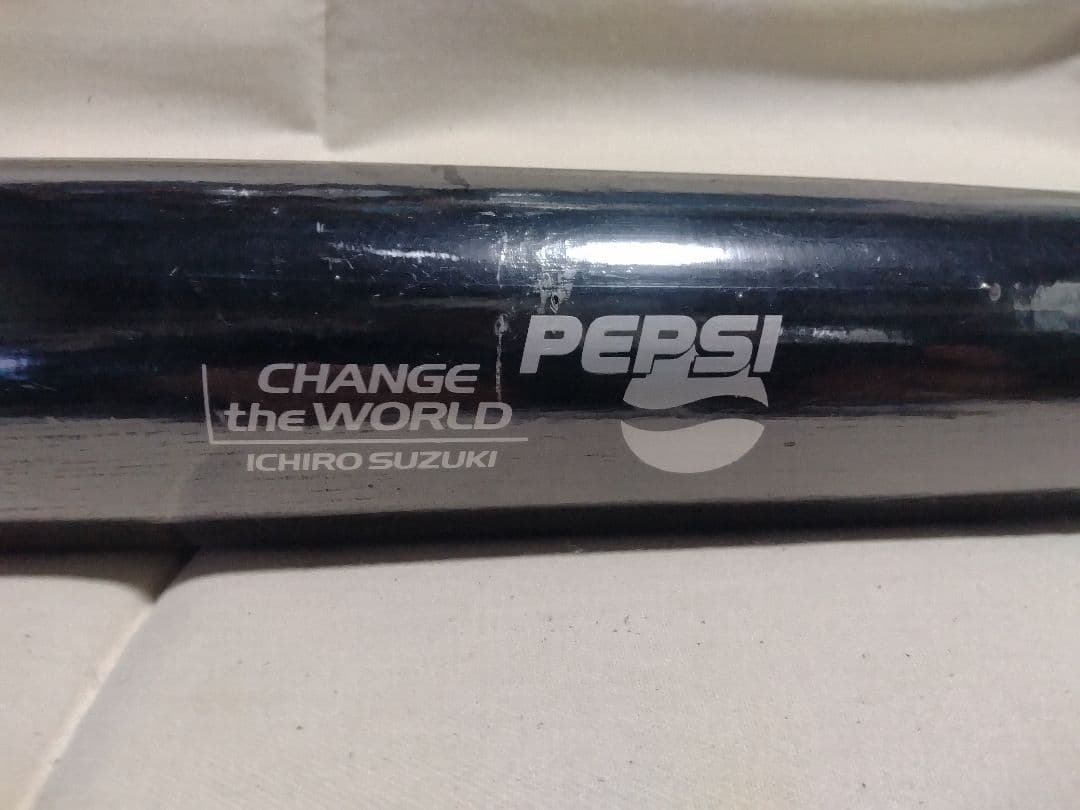 CHANGE
the WORLD
ICHIRO SUZUKI
PEPSI